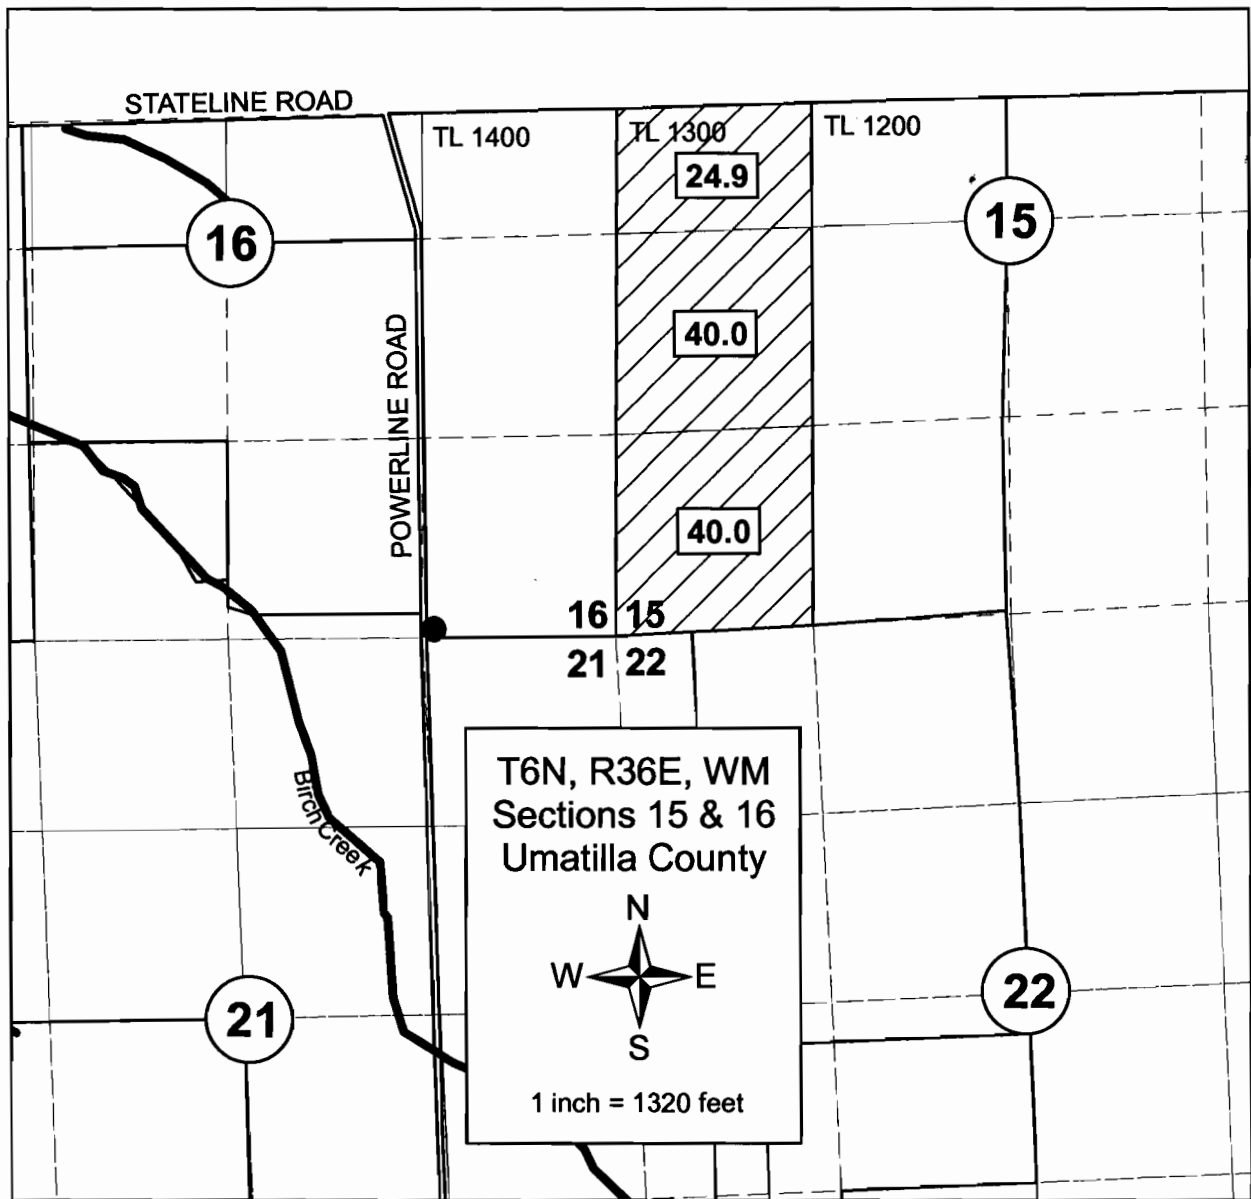 STATELINE ROAD
TL 1400
TL 1300
TL 1200
24.9
16
15
POWERLINE ROAD
40.0
40.0
16 15
21 22
Birch Creek
T6N, R36E, WM
Sections 15 & 16
Umatilla County
N
W E
S
1 inch = 1320 feet
21
22